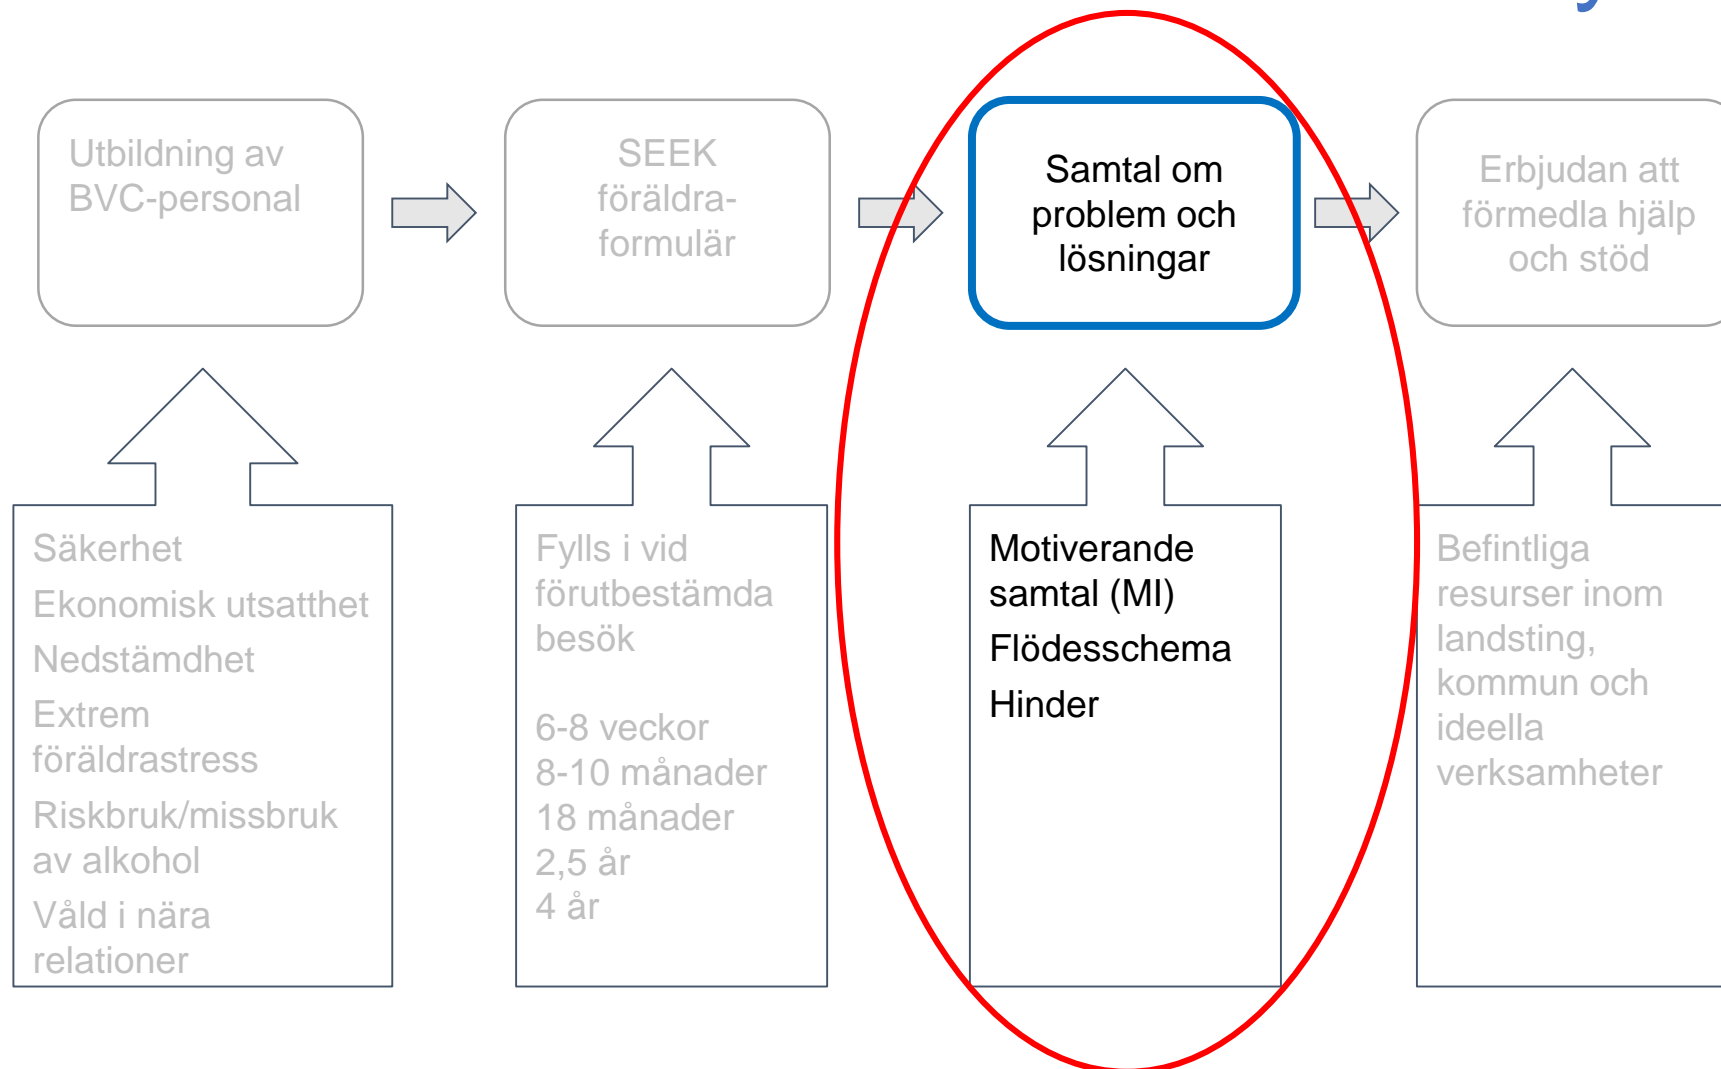 Utbildning av
BVC-personal
SEEK
föräldra-
formulär
Samtal om
problem och
lösningar
Erbjudan att
förmedla hjälp
och stöd
Säkerhet
Ekonomisk utsatthet
Nedstämdhet
Extrem
föräldrastress
Riskbruk/missbruk
av alkohol
Våld i nära
relationer
Fylls i vid
förutbestämda
besök
6-8 veckor
8-10 månader
18 månader
2,5 år
4 år
Motiverande
samtal (MI)
Flödesschema
Hinder
Befintliga
resurser inom
landsting,
kommun och
ideella
verksamheter